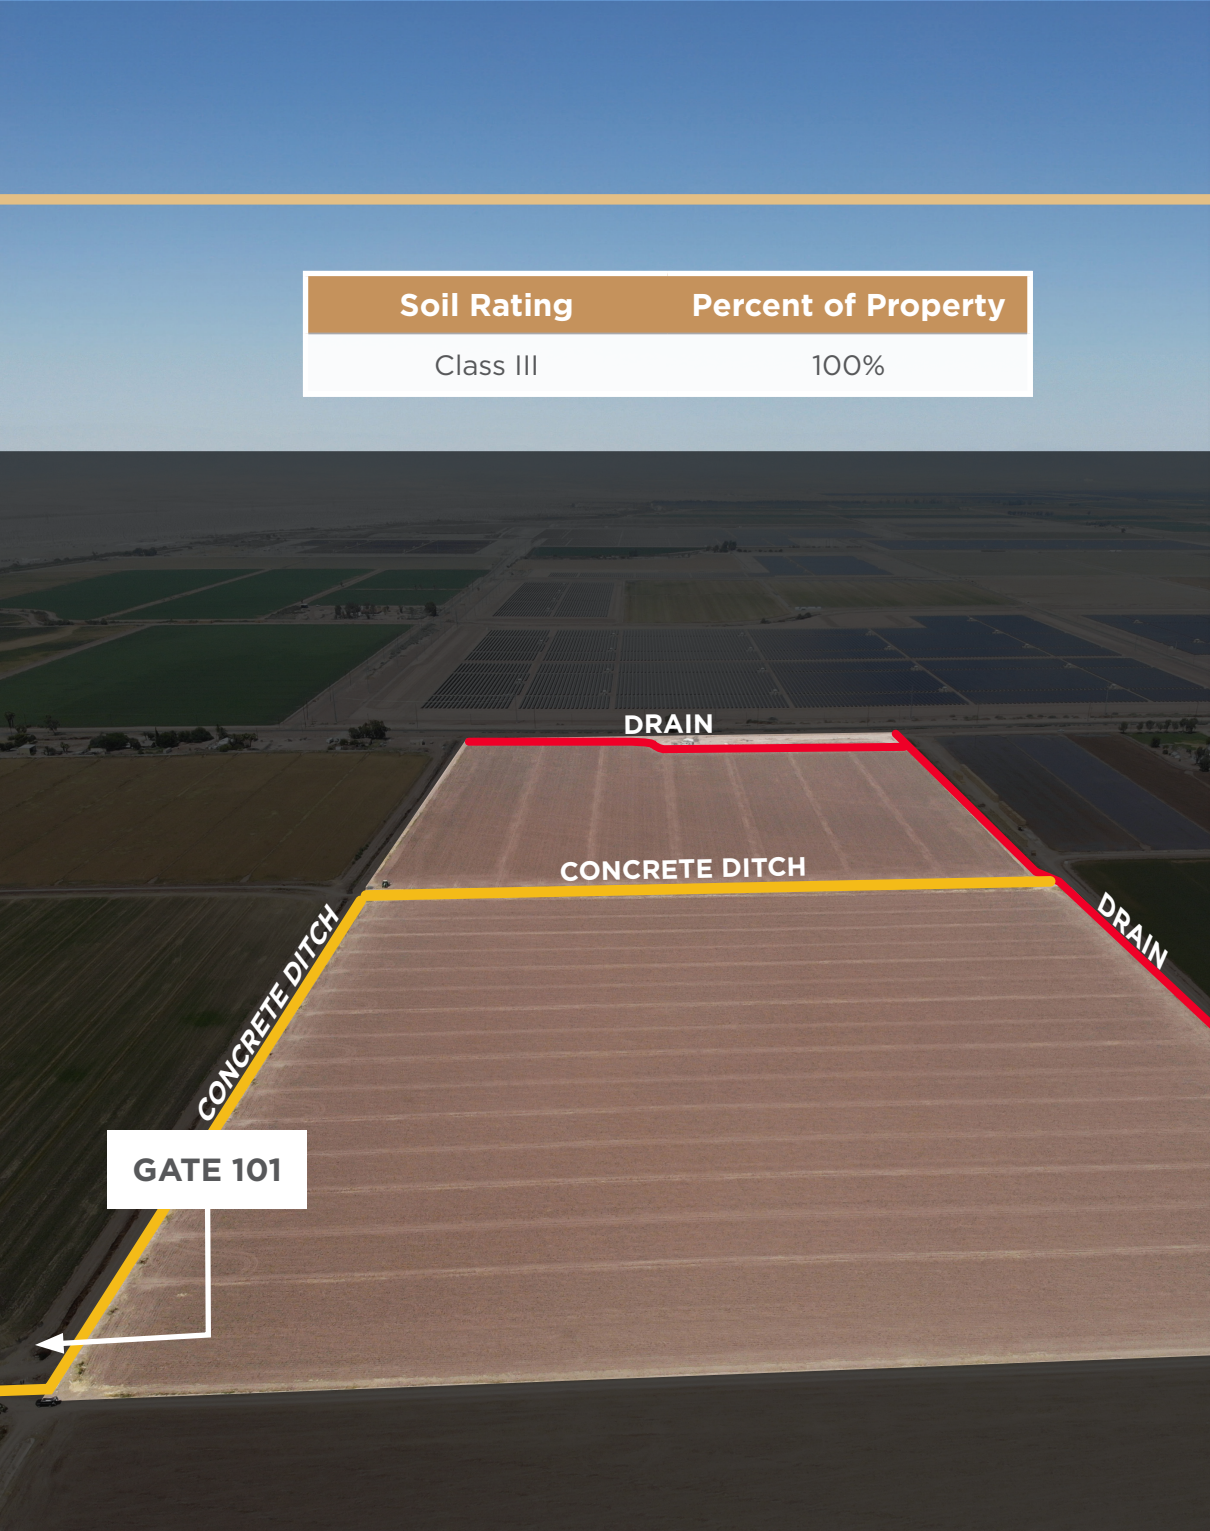 Soil Rating Percent of Property
Class III 100%
DRAIN
CONCRETE DITCH
DRAIN
CONCRETE DITCH
GATE 101